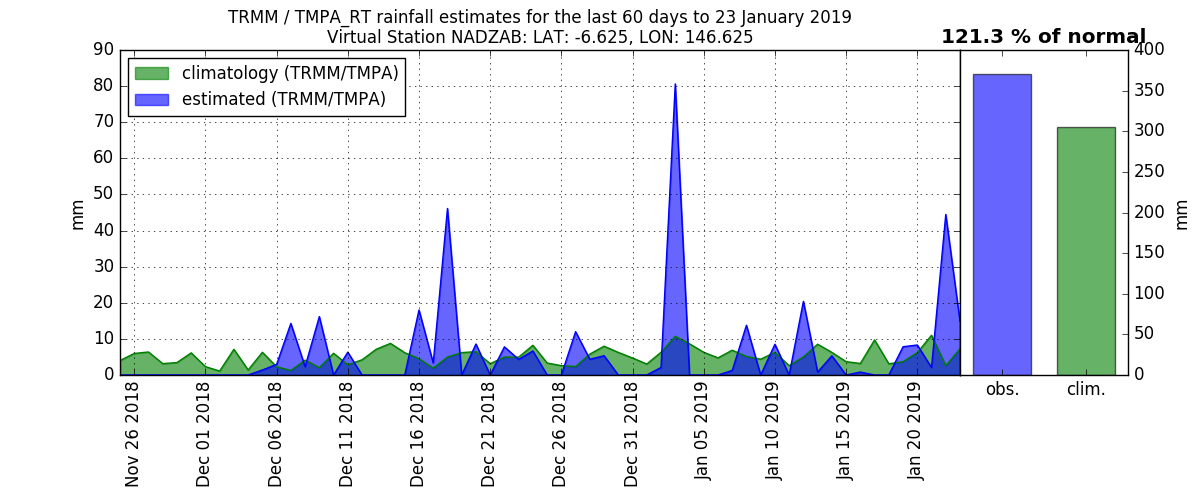 TRMM / TMPA_RT rainfall estimates for the last 60 days to 23 January 2019
Virtual Station NADZAB: LAT: -6.625, LON: 146.625
121.3 % of normal
climatology (TRMM/TMPA)
estimated (TRMM/TMPA)
mm
90
80
70
60
50
40
30
20
10
0
Nov 26 2018
Dec 01 2018
Dec 06 2018
Dec 11 2018
Dec 16 2018
Dec 21 2018
Dec 26 2018
Dec 31 2018
Jan 05 2019
Jan 10 2019
Jan 15 2019
Jan 20 2019
obs.
clim.
400
350
300
250
200
150
100
50
0
mm